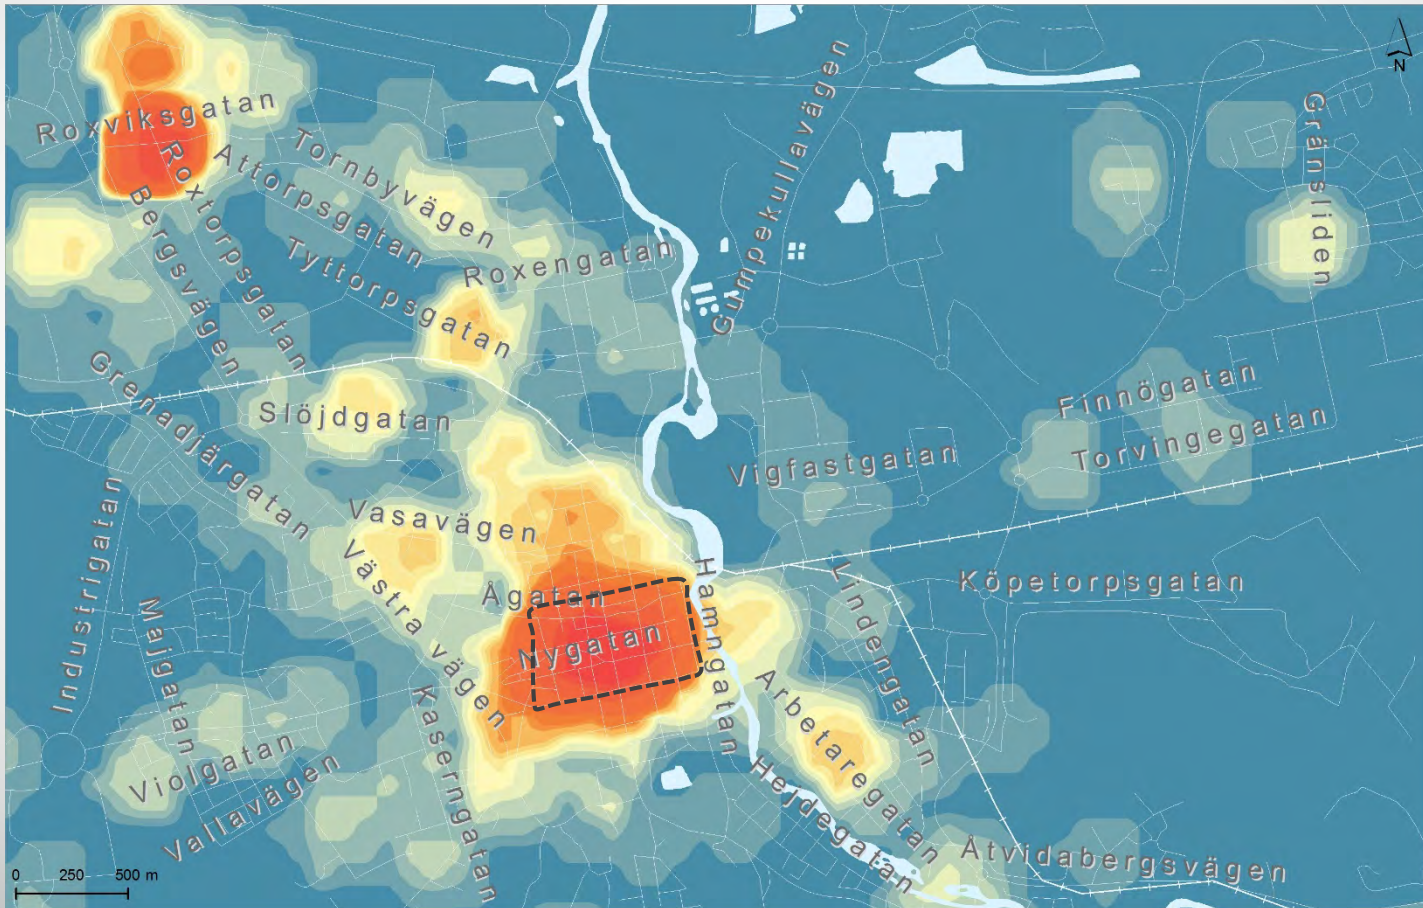 N
Roxviksgatan
Gränsliden
Gumpekullavägen
Tornbyvägen
Attorpsgatan
Roxtorpsgatan
Bergsvägen
Tyttorpsgatan
Roxengatan
Grenadjärgatan
Slöjdgatan
Finnögatan
Torvingegatan
Vigfastgatan
Industrigatan
Vasavägen
Västra vägen
Ågatan
Hamngatan
Lindengatan
Köpetorpsgatan
Majgatan
Nygatan
Kaserngatan
Arbetaregatan
Violgatan
Vallavägen
Hejdegatan
Åtvidabergsvägen
0 250 500 m